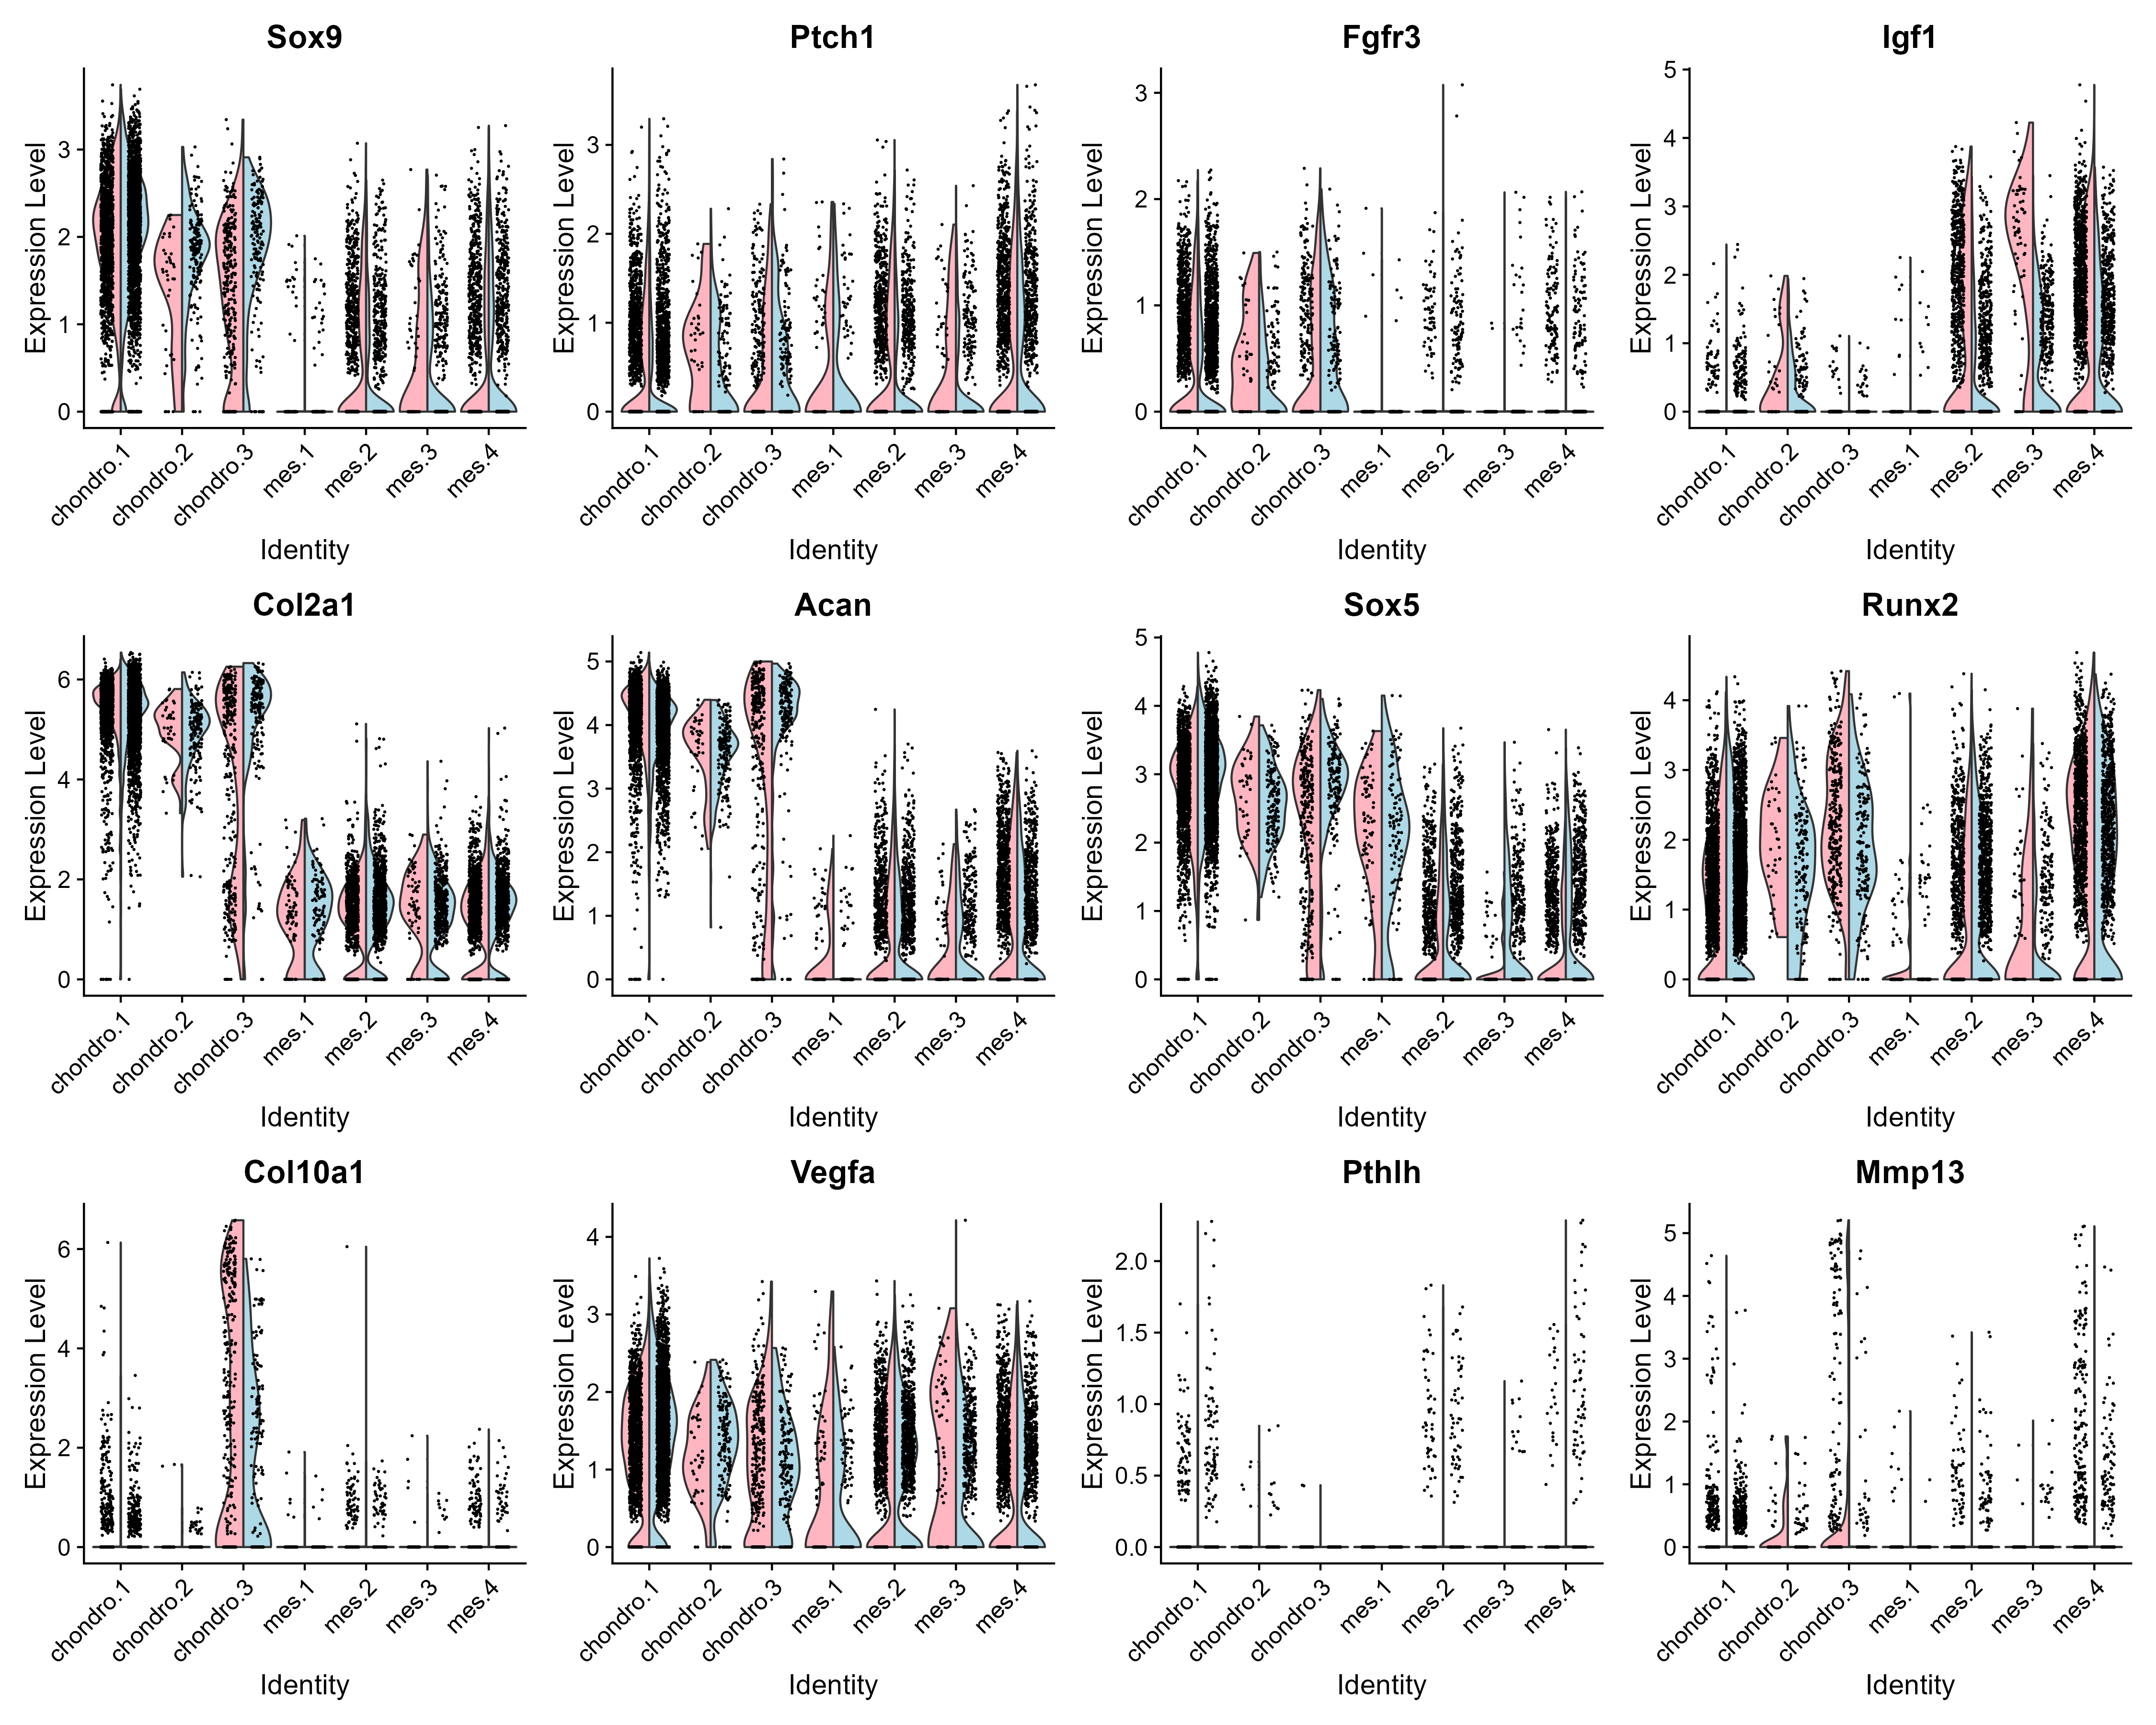 Sox9 Ptch1 Fgfr3 Igf1
Expression Level Expression Level Expression Level Expression Level
3 3 3 5
2 2 2 4
1 1 1 3
0 0 0 2
1
0
chondro.1 chondro.2 chondro.3 mes.1 mes.2 mes.3 mes.4 chondro.1 chondro.2 chondro.3 mes.1 mes.2 mes.3 mes.4 chondro.1 chondro.2 chondro.3 mes.1 mes.2 mes.3 mes.4 chondro.1 chondro.2 chondro.3 mes.1 mes.2 mes.3 mes.4
Identity Identity Identity Identity
Col2a1 Acan Sox5 Runx2
Expression Level Expression Level Expression Level Expression Level
6 5 5 4
4 4 4 3
2 3 3 2
0 2 2 1
1 1 0
0 0
chondro.1 chondro.2 chondro.3 mes.1 mes.2 mes.3 mes.4 chondro.1 chondro.2 chondro.3 mes.1 mes.2 mes.3 mes.4 chondro.1 chondro.2 chondro.3 mes.1 mes.2 mes.3 mes.4 chondro.1 chondro.2 chondro.3 mes.1 mes.2 mes.3 mes.4
Identity Identity Identity Identity
Col10a1 Vegfa Pthlh Mmp13
Expression Level Expression Level Expression Level Expression Level
6 4 2.0 5
4 3 1.5 4
2 2 1.0 3
0 1 0.5 2
0 0.0 1
0
chondro.1 chondro.2 chondro.3 mes.1 mes.2 mes.3 mes.4 chondro.1 chondro.2 chondro.3 mes.1 mes.2 mes.3 mes.4 chondro.1 chondro.2 chondro.3 mes.1 mes.2 mes.3 mes.4 chondro.1 chondro.2 chondro.3 mes.1 mes.2 mes.3 mes.4
Identity Identity Identity Identity